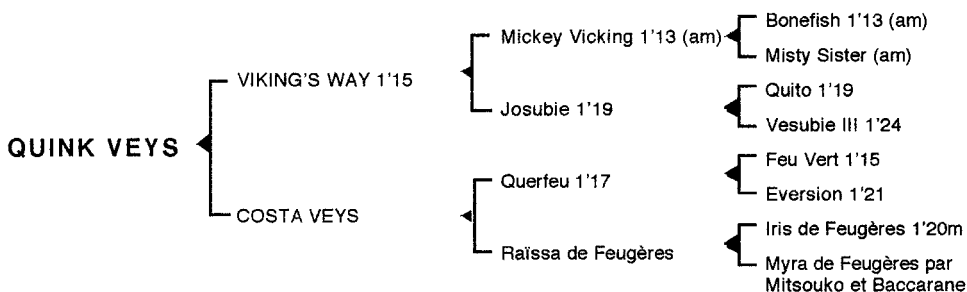 Bonefish 1'13 (am)
Mickey Vicking 1'13 (am)
Misty Sister (am)
VIKING'S WAY 1'15
Quito 1'19
Josubie 1'19
Vesubie III 1'24
QUINK VEYS
Feu Vert 1'15
Querfeu 1'17
Eversion 1'21
COSTA VEYS
Iris de Feugères 1'20m
Raïssa de Feugères
Myra de Feugères par
Mitsouko et Baccarane